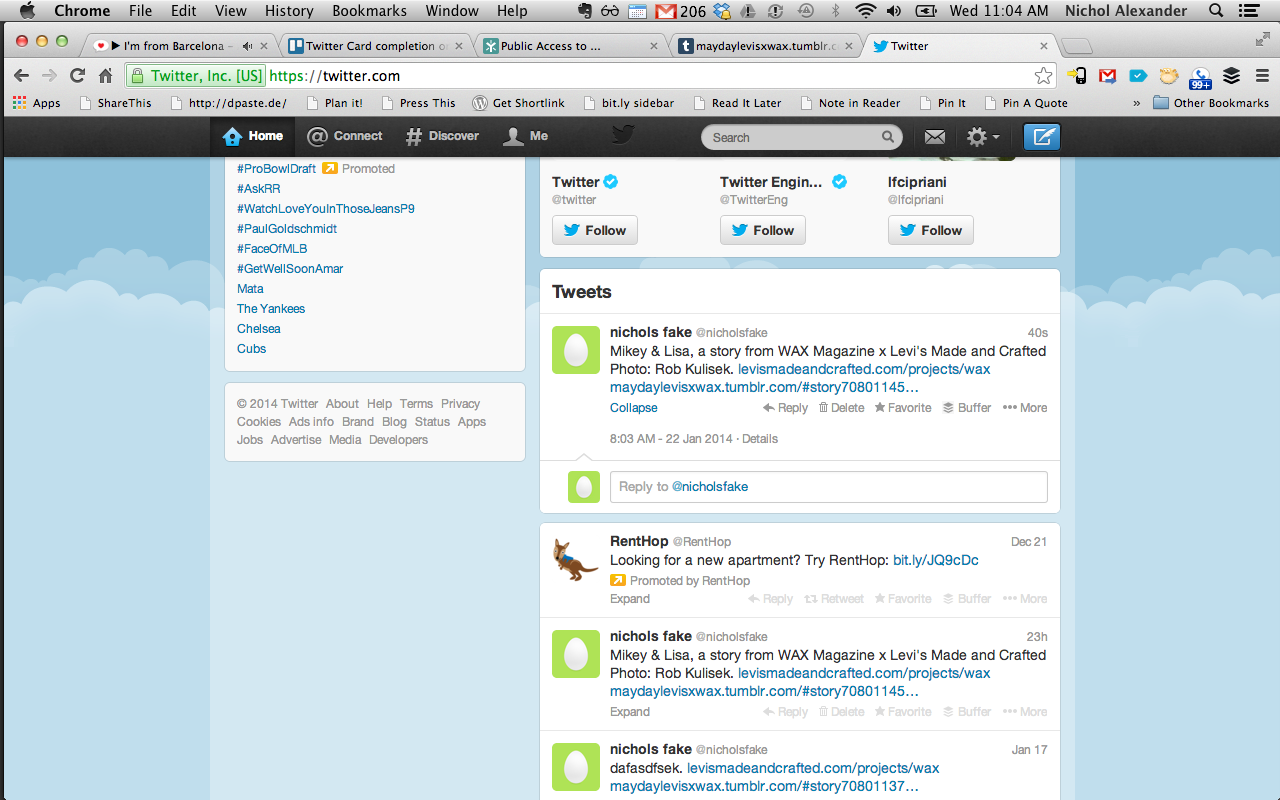 Chrome File Edit View History Bookmarks Window Help 206 Wed 11:04 AM Nichol Alexander
I'm from Barcelona –
Twitter Card completion or
Public Access to ...
maydaylevisxwax.tumblr.c
Twitter
Twitter, Inc. [US] https://twitter.com
99+
Apps ShareThis http://dpaste.de/ Plan it! Press This Get Shortlink bit.ly sidebar Read It Later Note in Reader Pin It Pin A Quote » Other Bookmarks
Home @ Connect # Discover Me Search
#ProBowlDraft Promoted
#AskRR
#WatchLoveYouInThoseJeansP9
#PaulGoldschmidt
#FaceOfMLB
#GetWellSoonAmar
Mata
The Yankees
Chelsea
Cubs
© 2014 Twitter About Help Terms Privacy
Cookies Ads info Brand Blog Status Apps
Jobs Advertise Media Developers
Twitter
@twitter
Follow
Twitter Engin...
@TwitterEng
Follow
lfcipriani
@lfcipriani
Follow
Tweets
nichols fake @nicholsfake 40s
Mikey & Lisa, a story from WAX Magazine x Levi's Made and Crafted
Photo: Rob Kulisek. levismadeandcrafted.com/projects/wax
maydaylevisxwax.tumblr.com/#story70801145…
Collapse Reply Delete Favorite Buffer More
8:03 AM - 22 Jan 2014 · Details
Reply to @nicholsfake
RentHop @RentHop Dec 21
Looking for a new apartment? Try RentHop: bit.ly/JQ9cDc
Promoted by RentHop
Expand Reply Retweet Favorite Buffer More
nichols fake @nicholsfake 23h
Mikey & Lisa, a story from WAX Magazine x Levi's Made and Crafted
Photo: Rob Kulisek. levismadeandcrafted.com/projects/wax
maydaylevisxwax.tumblr.com/#story70801145…
Expand Reply Delete Favorite Buffer More
nichols fake @nicholsfake Jan 17
dafasdfsek. levismadeandcrafted.com/projects/wax
maydaylevisxwax.tumblr.com/#story70801137…